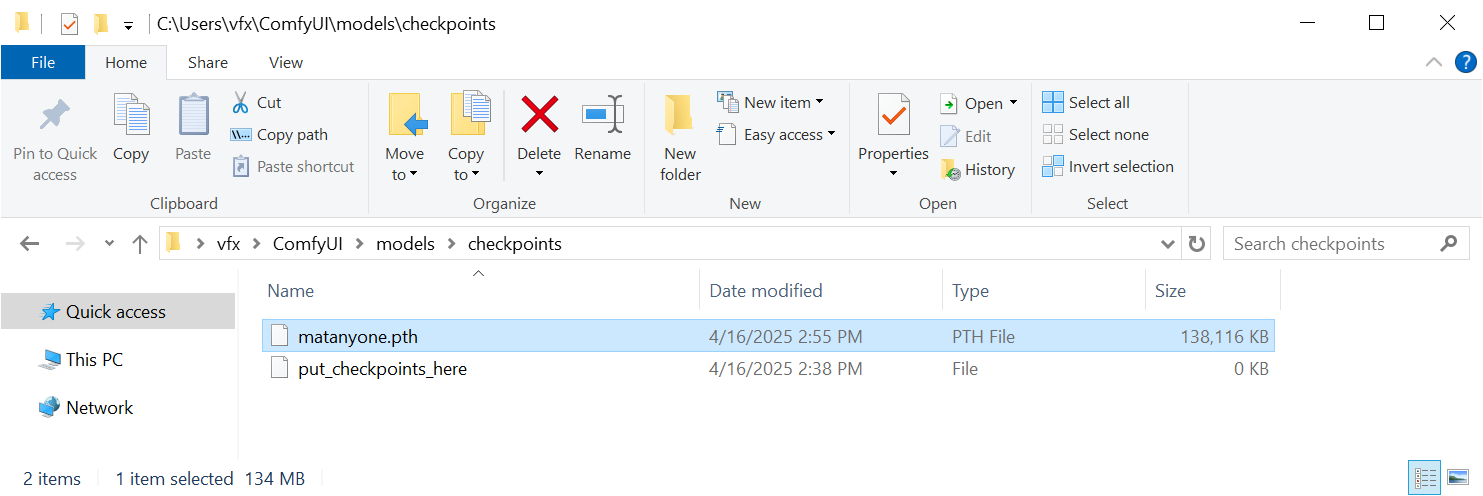 C:\Users\vfx\ComfyUI\models\checkpoints
File Home Share View ?
Pin to Quick access
Copy
Paste
Cut
Copy path
Paste shortcut
Clipboard
Move to
Copy to
Delete
Rename
Organize
New folder
New item
Easy access
New
Properties
Open
Edit
History
Open
Select all
Select none
Invert selection
Select
vfx ComfyUI models checkpoints
Search checkpoints
Quick access
This PC
Network
Name Date modified Type Size
matanyone.pth 4/16/2025 2:55 PM PTH File 138,116 KB
put_checkpoints_here 4/16/2025 2:38 PM File 0 KB
2 items 1 item selected 134 MB